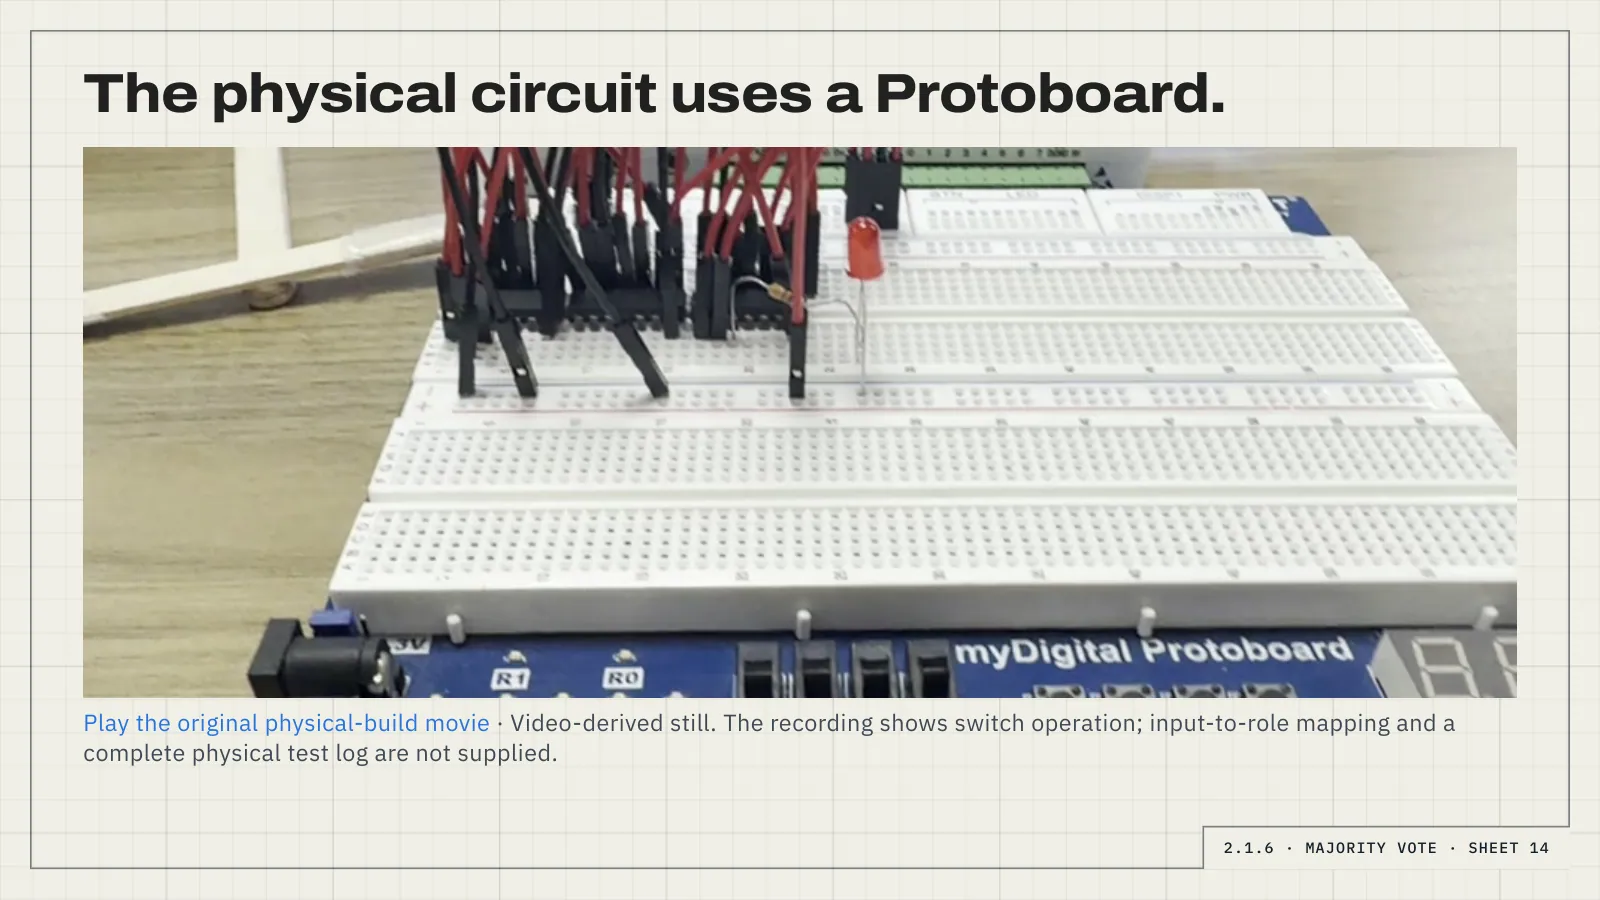 The physical circuit uses a Protoboard.
R1
R0
myDigital Protoboard
Play the original physical-build movie · Video-derived still. The recording shows switch operation; input-to-role mapping and a
complete physical test log are not supplied.
2.1.6 · MAJORITY VOTE · SHEET 14